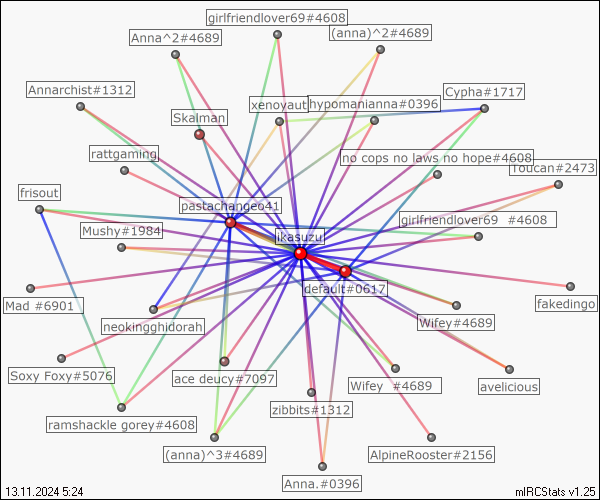 girlfriendlover69#4608
Anna^2#4689
(anna)^2#4689
Annarchist#1312
Cypha#1717
xenoyaut
hypomanianna#0396
Skalman
rattgaming
no cops no laws no hope#4608
Toucan#2473
frisout
pastachangeo41
girlfriendlover69 #4608
Mushy#1984
ikasuzu
default#0617
Mad #6901
fakedingo
neokingghidorah
Wifey#4689
Soxy Foxy#5076
ace deucy#7097
Wifey #4689
avelicious
zibbits#1312
ramshackle gorey#4608
(anna)^3#4689
AlpineRooster#2156
Anna.#0396
13.11.2024 5:24
mIRCStats v1.25